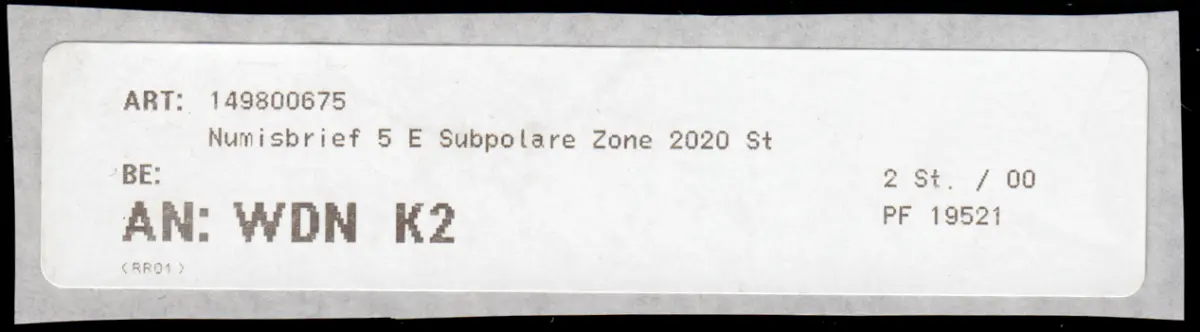 ART: 149800675
Numisbrief 5 E Subpolare Zone 2020 St
BE:
2 St. / 00
AN: WDN K2
PF 19521
<RR01>